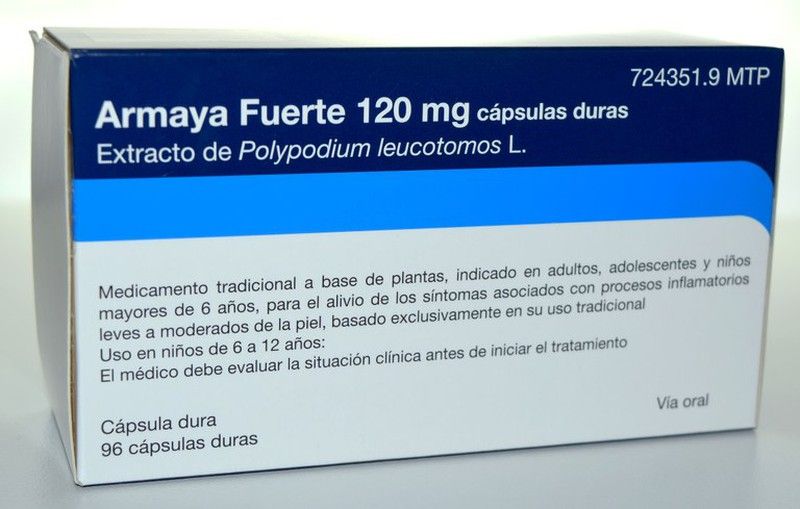 724351.9 MTP
Armaya Fuerte 120 mg cápsulas duras
Extracto de Polypodium leucotomos L.
Medicamento tradicional a base de plantas, indicado en adultos, adolescentes y niños
mayores de 6 años, para el alivio de los síntomas asociados con procesos inflamatorios
leves a moderados de la piel, basado exclusivamente en su uso tradicional
Uso en niños de 6 a 12 años:
El médico debe evaluar la situación clínica antes de iniciar el tratamiento
Vía oral
Cápsula dura
96 cápsulas duras